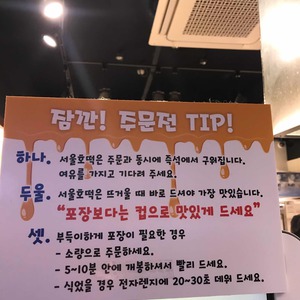 잠깐! 주문전 TIP!
하나. 서울호떡은 주문과 동시에 즉석에서 구워집니다.
여유를 가지고 기다려 주세요.
두울. 서울호떡은 뜨거울 때 바로 드셔야 가장 맛있습니다.
"포장보다는 컵으로 맛있게 드세요"
셋. 부득이하게 포장이 필요한 경우
- 소량으로 주문하세요.
- 5~10분 안에 개봉하셔서 빨리 드세요.
- 식었을 경우 전자렌지에 20~30초 데워 드세요.